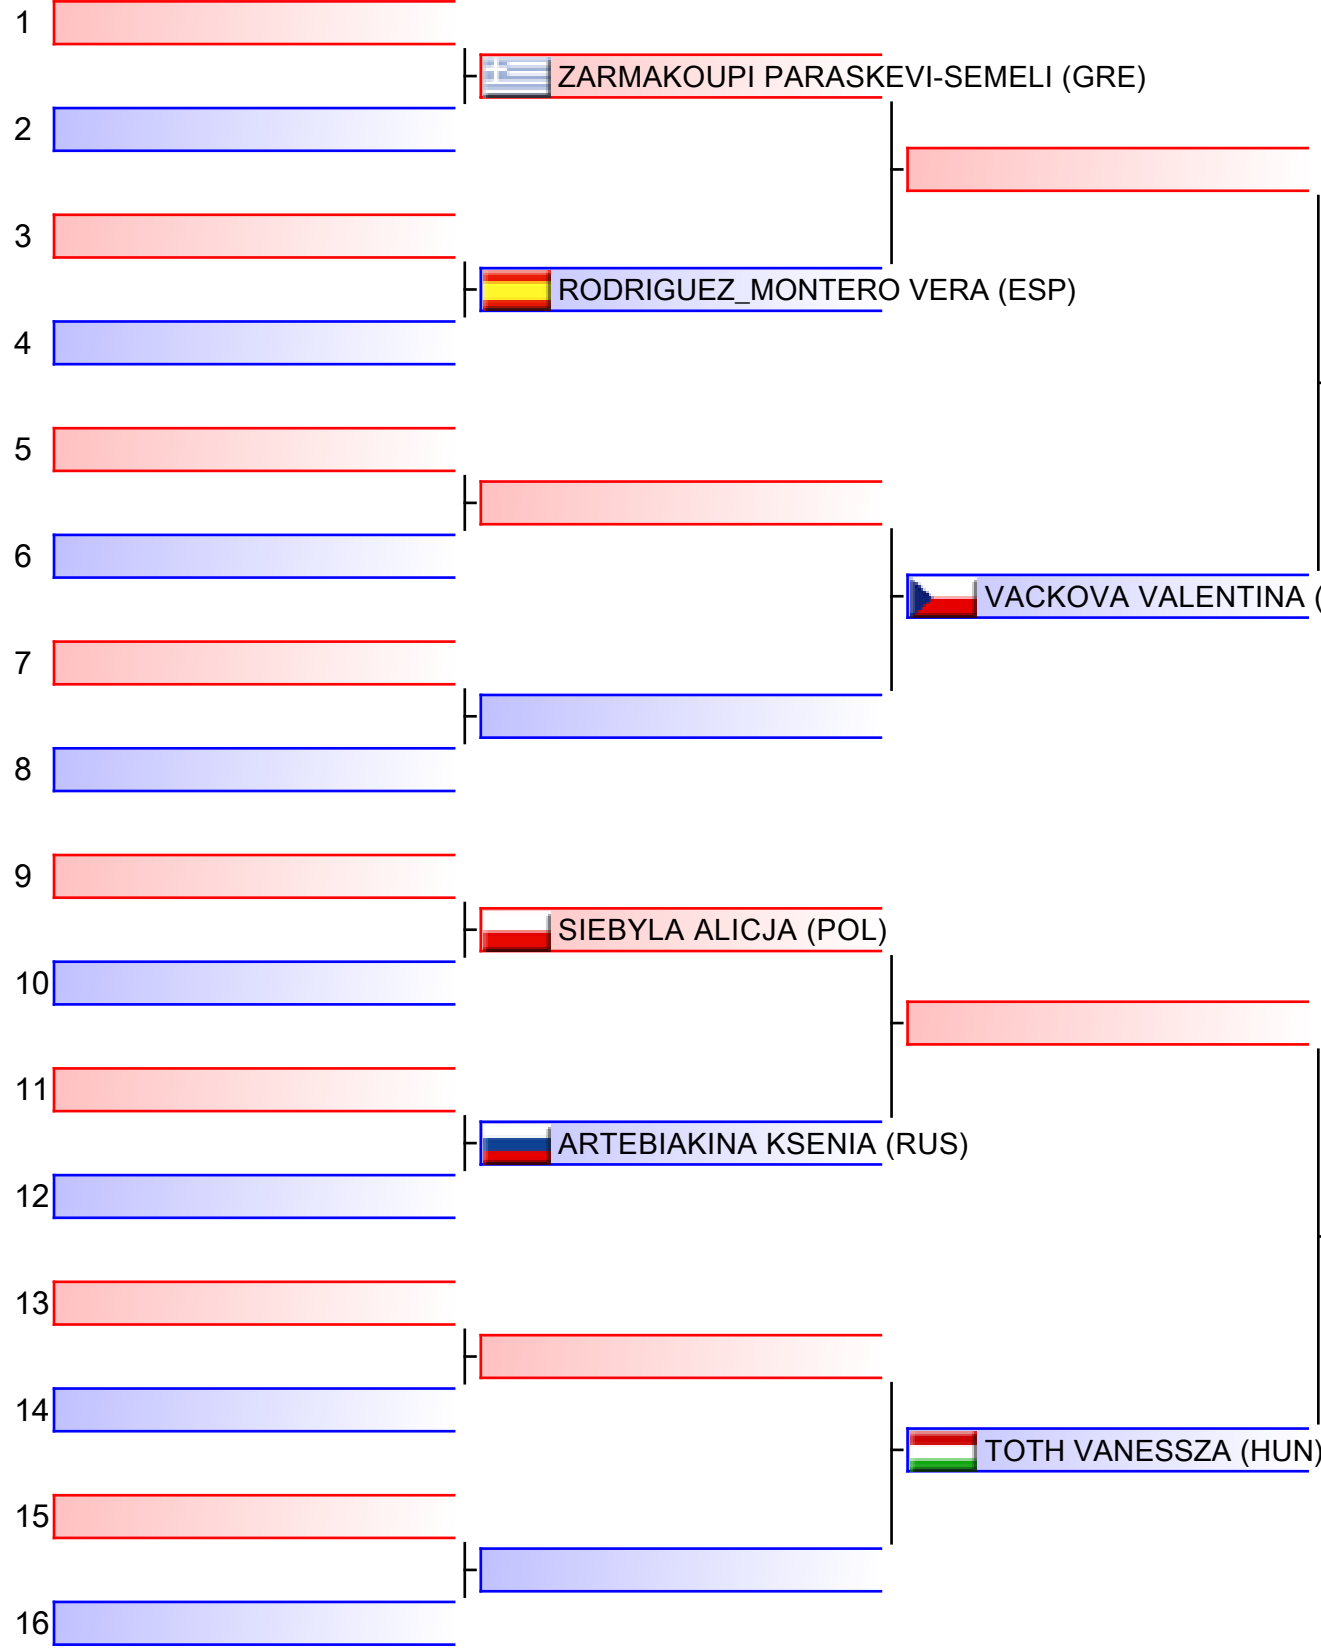 1
ZARMAKOUPI PARASKEVI-SEMELI (GRE)
2
3
RODRIGUEZ_MONTERO VERA (ESP)
4
5
6
VACKOVA VALENTINA (
7
8
9
SIEBYLA ALICJA (POL)
10
11
ARTEBIAKINA KSENIA (RUS)
12
13
14
TOTH VANESSZA (HUN)
15
16